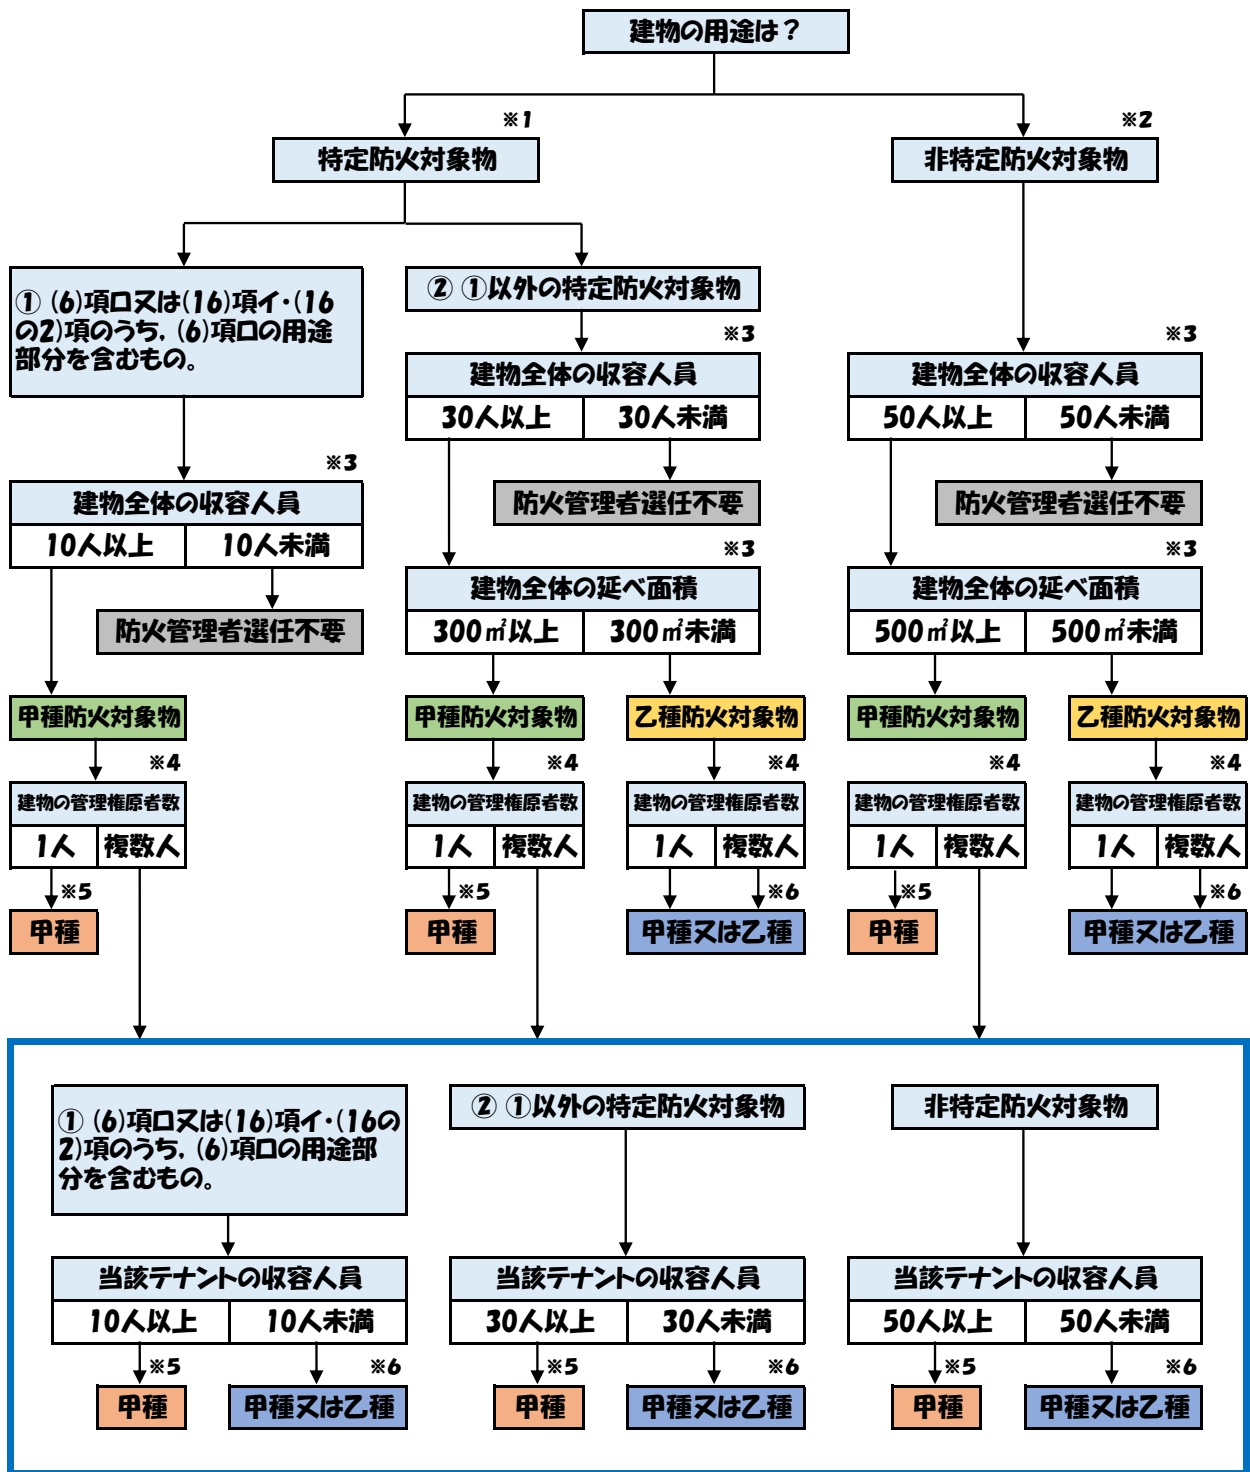 建物の用途は？
※1
※2
特定防火対象物
非特定防火対象物
① (6)項ロ又は(16)項イ・(16
の2)項のうち，(6)項ロの用途
部分を含むもの。
② ①以外の特定防火対象物
※3
※3
建物全体の収容人員
建物全体の収容人員
30人以上
30人未満
50人以上
50人未満
※3
防火管理者選任不要
防火管理者選任不要
建物全体の収容人員
10人以上
10人未満
※3
※3
建物全体の延べ面積
建物全体の延べ面積
防火管理者選任不要
300㎡以上
300㎡未満
500㎡以上
500㎡未満
甲種防火対象物
甲種防火対象物
乙種防火対象物
甲種防火対象物
乙種防火対象物
※4
※4
※4
※4
※4
建物の管理権原者数
建物の管理権原者数
建物の管理権原者数
建物の管理権原者数
建物の管理権原者数
1人
複数人
1人
複数人
1人
複数人
1人
複数人
1人
複数人
※5
※5
※6
※5
※6
甲種
甲種
甲種又は乙種
甲種
甲種又は乙種
① (6)項ロ又は(16)項イ・(16の
2)項のうち，(6)項ロの用途部
分を含むもの。
② ①以外の特定防火対象物
非特定防火対象物
当該テナントの収容人員
当該テナントの収容人員
当該テナントの収容人員
10人以上
10人未満
30人以上
30人未満
50人以上
50人未満
※5
※6
※5
※6
※5
※6
甲種
甲種又は乙種
甲種
甲種又は乙種
甲種
甲種又は乙種